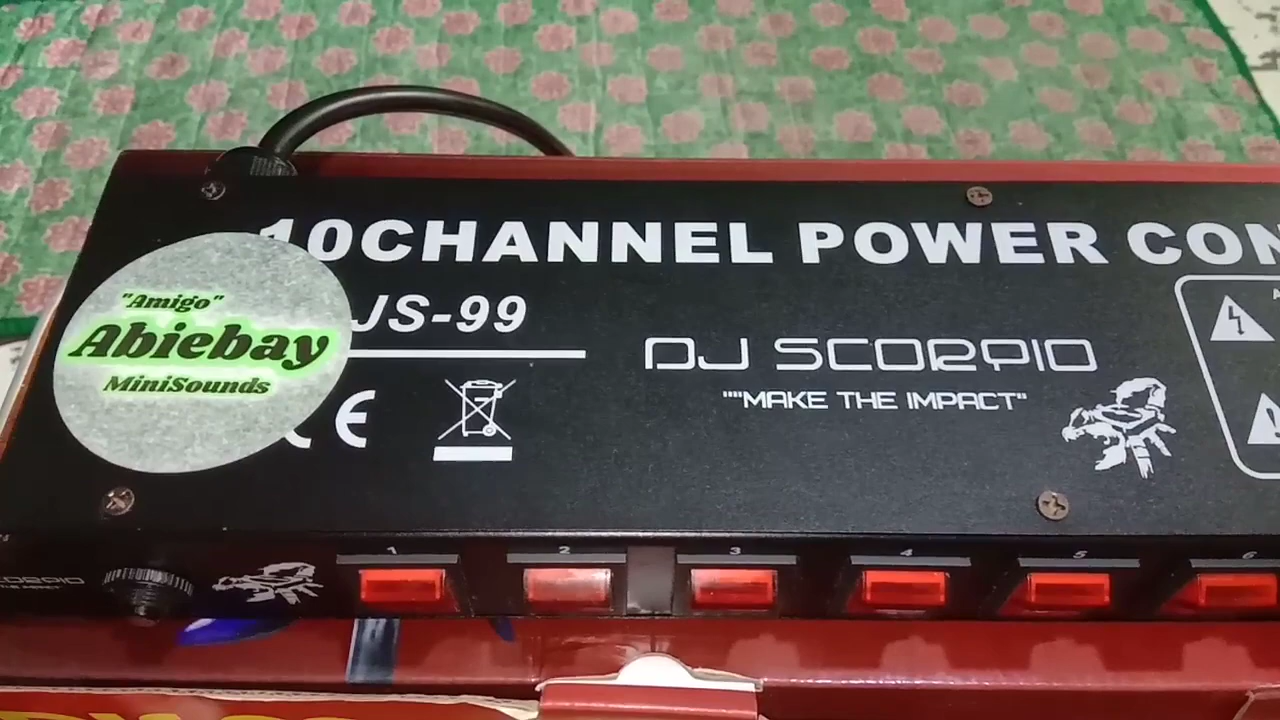 10CHANNEL POWER CON
JS-99
"Amigo"
Abiebay
MiniSounds
DJ SCORPIO
""MAKE THE IMPACT"
CE
1 2 3 4 5 6